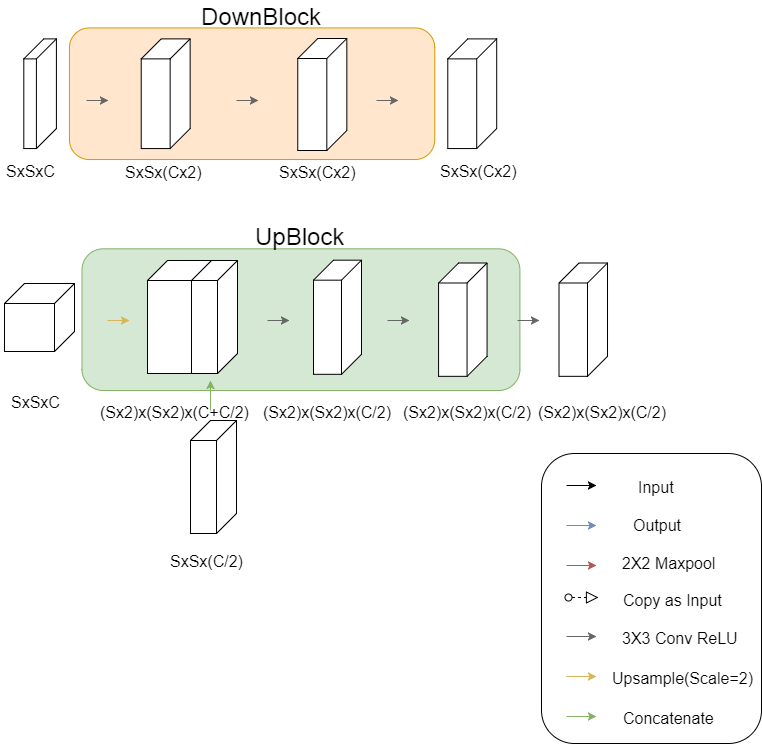 DownBlock
SxSxC
SxSx(Cx2)
SxSx(Cx2)
SxSx(Cx2)
UpBlock
SxSxC
(Sx2)x(Sx2)x(C+C/2)
(Sx2)x(Sx2)x(C/2)
(Sx2)x(Sx2)x(C/2)
(Sx2)x(Sx2)x(C/2)
SxSx(C/2)
Input
Output
2X2 Maxpool
Copy as Input
3X3 Conv ReLU
Upsample(Scale=2)
Concatenate